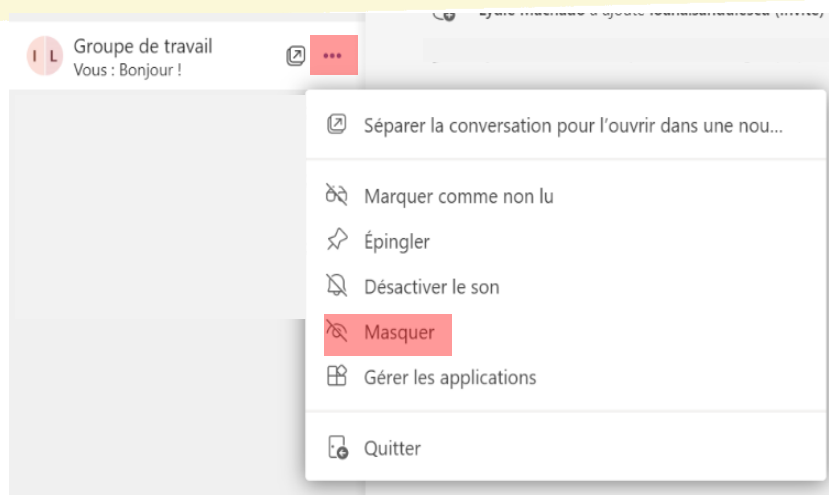 I L
Groupe de travail
Vous : Bonjour !
Séparer la conversation pour l'ouvrir dans une nou...
Marquer comme non lu
Épingler
Désactiver le son
Masquer
Gérer les applications
Quitter